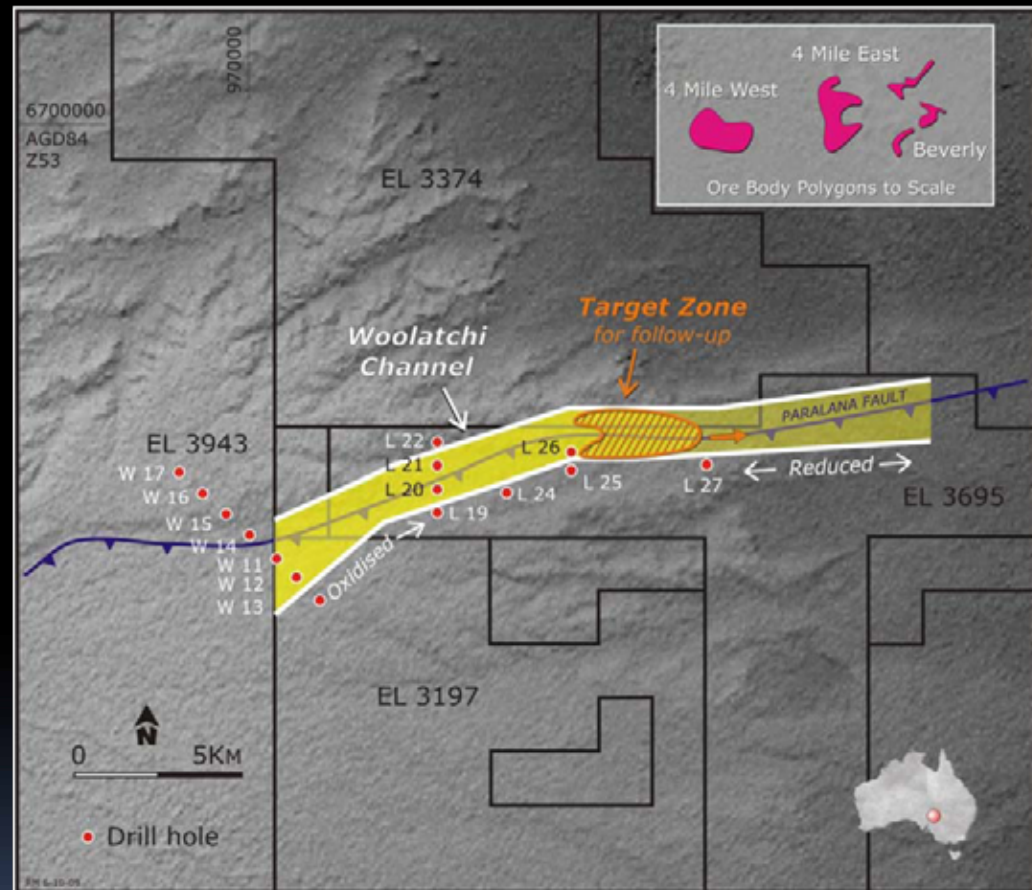 970000
6700000
AGD84
Z53
EL 3374
4 Mile East
4 Mile West
Beverly
Ore Body Polygons to Scale
Target Zone
for follow-up
Woolatchi
Channel
PARALANA FAULT
EL 3943
L 22
L 21
L 20
L 19
L 26
L 25
L 24
L 27
Reduced
EL 3695
W 17
W 16
W 15
W 14
W 11
W 12
W 13
Oxidised
EL 3197
N
0 5KM
Drill hole